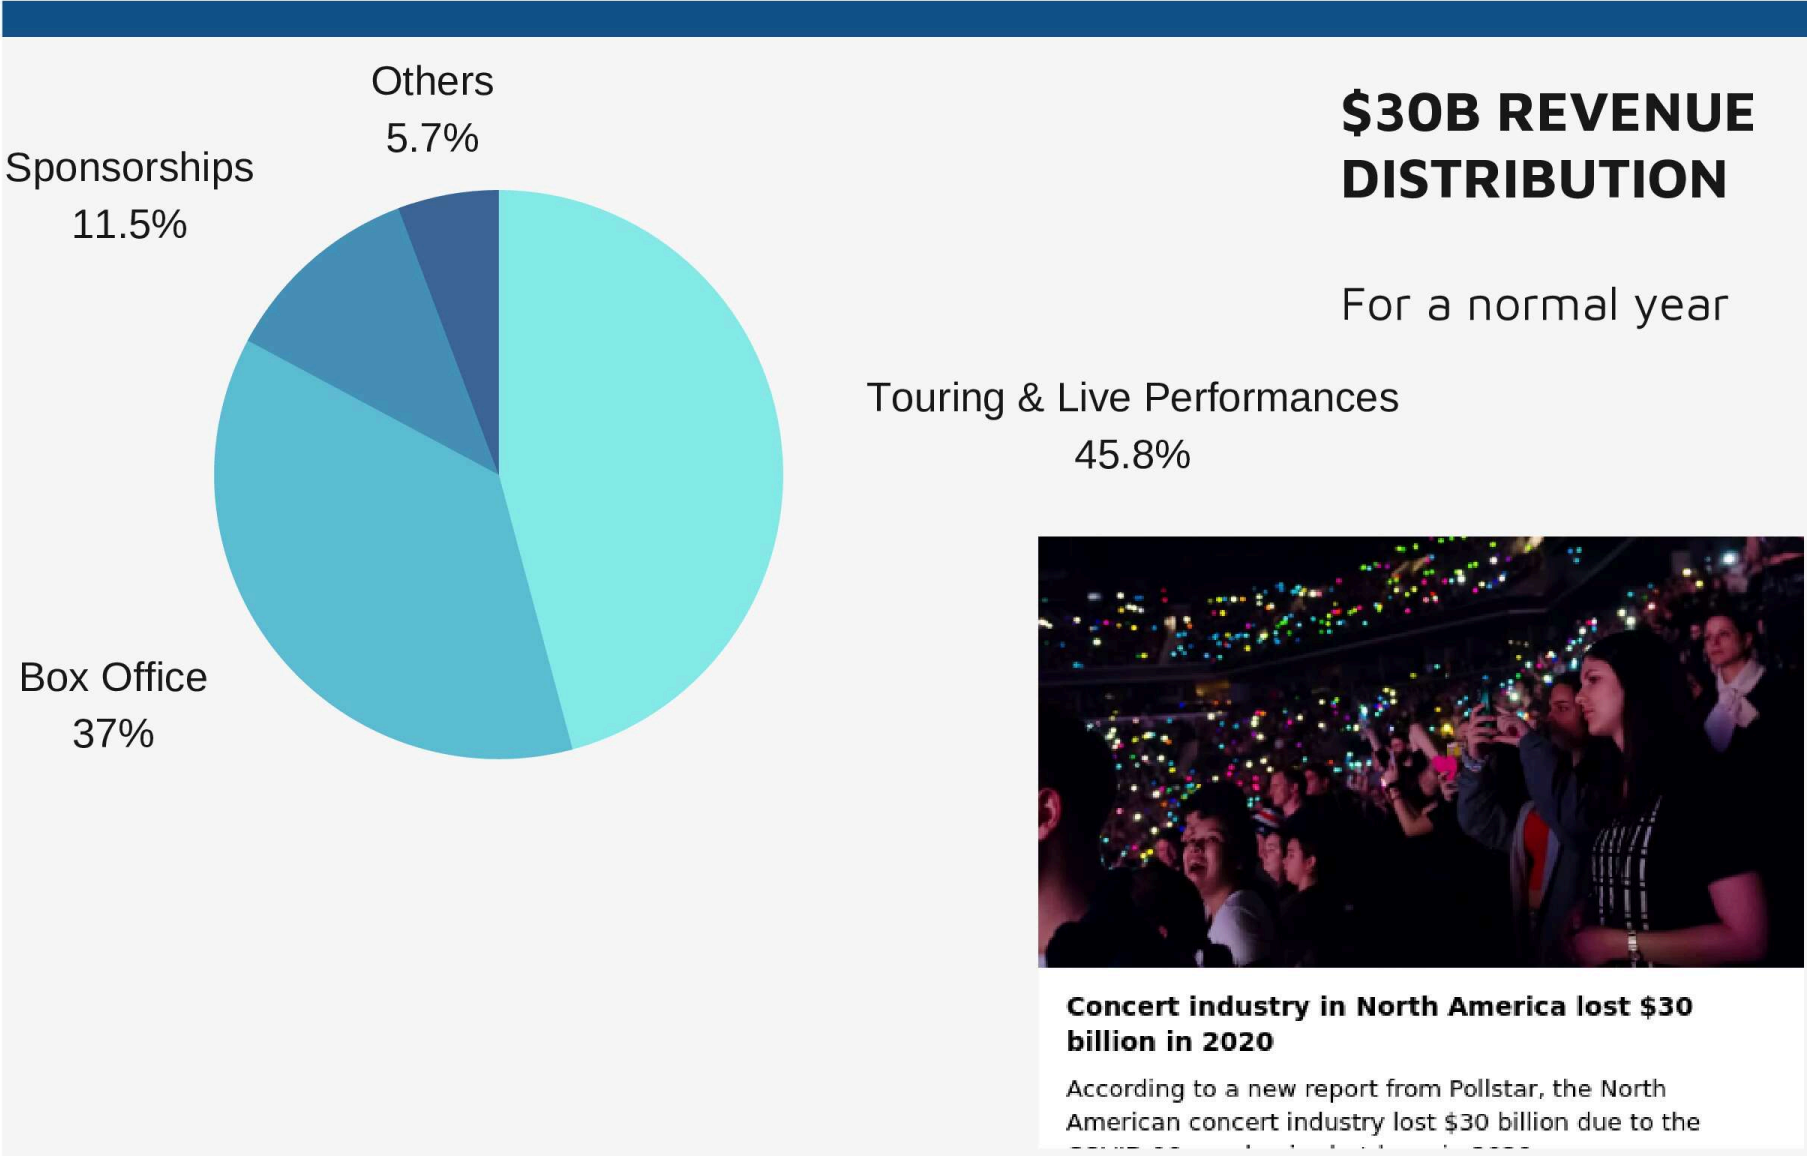 Others
5.7%
Sponsorships
11.5%
$30B REVENUE
DISTRIBUTION
For a normal year
Touring & Live Performances
45.8%
Box Office
37%
Concert industry in North America lost $30
billion in 2020
According to a new report from Pollstar, the North
American concert industry lost $30 billion due to the